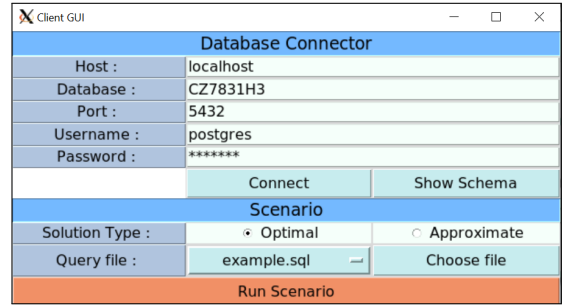 Client GUI
Database Connector
Host : localhost
Database : CZ7831H3
Port : 5432
Username : postgres
Password : *******
Connect Show Schema
Scenario
Solution Type : Optimal Approximate
Query file : example.sql Choose file
Run Scenario